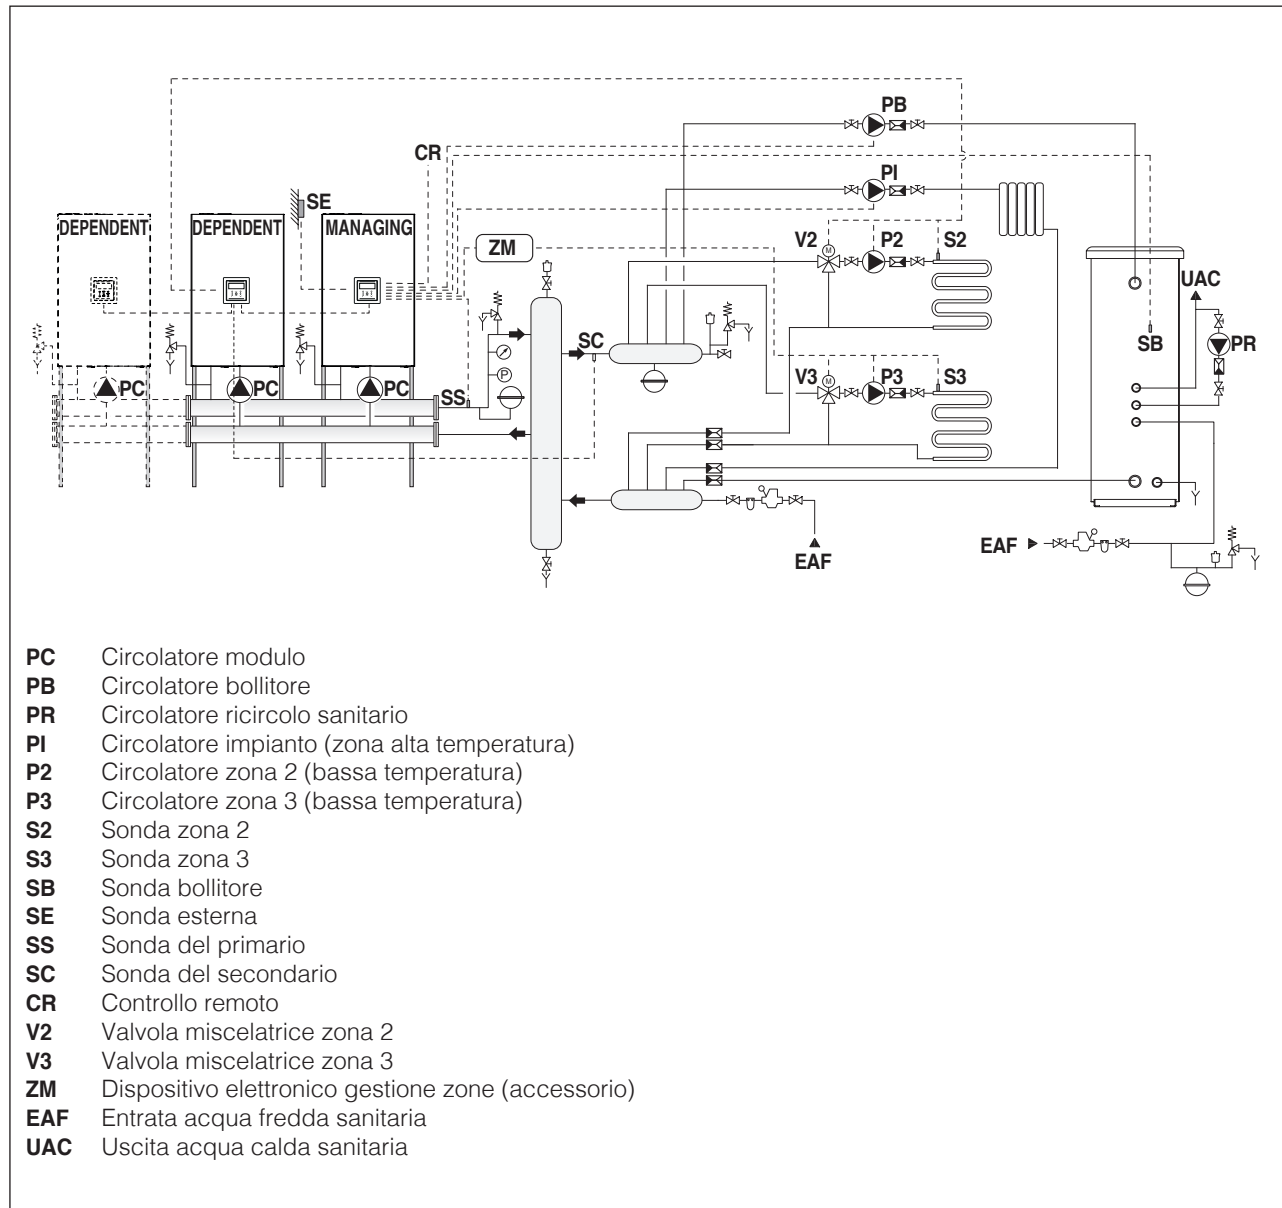 PB
CR
PI
SE
DEPENDENT DEPENDENT MANAGING
ZM
V2 P2 S2
M
UAC
SC
SB PR
P
PC PC PC
SS
V3 P3 S3
M
EAF
EAF
PC Circolatore modulo
PB Circolatore bollitore
PR Circolatore ricircolo sanitario
PI Circolatore impianto (zona alta temperatura)
P2 Circolatore zona 2 (bassa temperatura)
P3 Circolatore zona 3 (bassa temperatura)
S2 Sonda zona 2
S3 Sonda zona 3
SB Sonda bollitore
SE Sonda esterna
SS Sonda del primario
SC Sonda del secondario
CR Controllo remoto
V2 Valvola miscelatrice zona 2
V3 Valvola miscelatrice zona 3
ZM Dispositivo elettronico gestione zone (accessorio)
EAF Entrata acqua fredda sanitaria
UAC Uscita acqua calda sanitaria